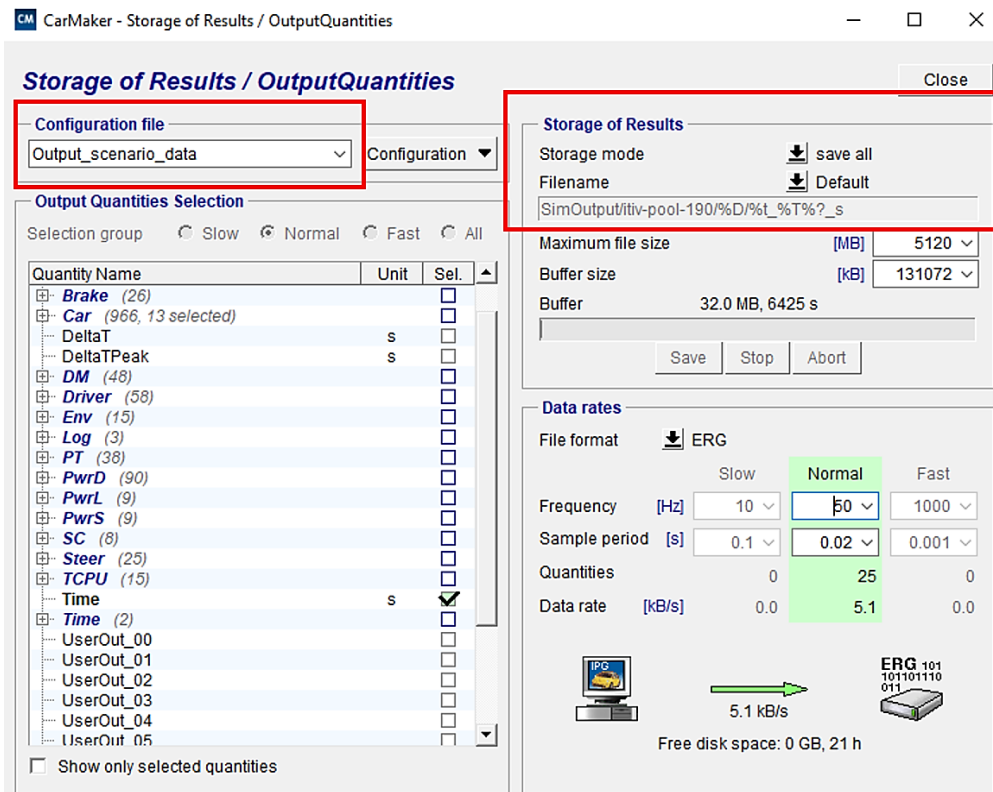 CM CarMaker - Storage of Results / OutputQuantities
Storage of Results / OutputQuantities
Close
Configuration file
Output_scenario_data
Configuration
Output Quantities Selection
Selection group Slow Normal Fast All
Quantity Name Unit Sel.
Brake (26)
Car (966, 13 selected)
DeltaT s
DeltaTPeak s
DM (48)
Driver (58)
Env (15)
Log (3)
PT (38)
PwrD (90)
PwrL (9)
PwrS (9)
SC (8)
Steer (25)
TCPU (15)
Time s
Time (2)
UserOut_00
UserOut_01
UserOut_02
UserOut_03
UserOut_04
UserOut_05
Show only selected quantities
Storage of Results
Storage mode save all
Filename Default
SimOutput/itiv-pool-190/%D/%t_%T%?_s
Maximum file size [MB] 5120
Buffer size [kB] 131072
Buffer 32.0 MB, 6425 s
Save Stop Abort
Data rates
File format ERG
Slow Normal Fast
Frequency [Hz] 10 50 1000
Sample period [s] 0.1 0.02 0.001
Quantities 0 25 0
Data rate [kB/s] 0.0 5.1 0.0
IPG
5.1 kB/s
ERG 101
101101110
011
Free disk space: 0 GB, 21 h